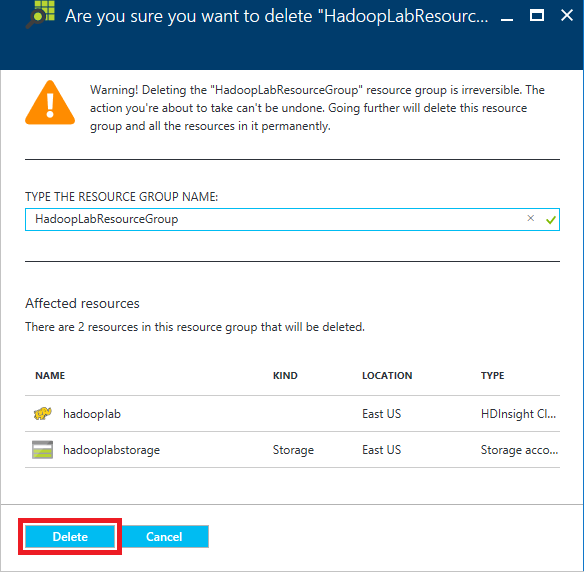 Are you sure you want to delete "HadoopLabResourc...
Warning! Deleting the "HadoopLabResourceGroup" resource group is irreversible. The
action you're about to take can't be undone. Going further will delete this resource
group and all the resources in it permanently.
TYPE THE RESOURCE GROUP NAME:
HadoopLabResourceGroup
Affected resources
There are 2 resources in this resource group that will be deleted.
NAME KIND LOCATION TYPE
hadooplab East US HDInsight Cl...
hadooplabstorage Storage East US Storage acco...
Delete Cancel